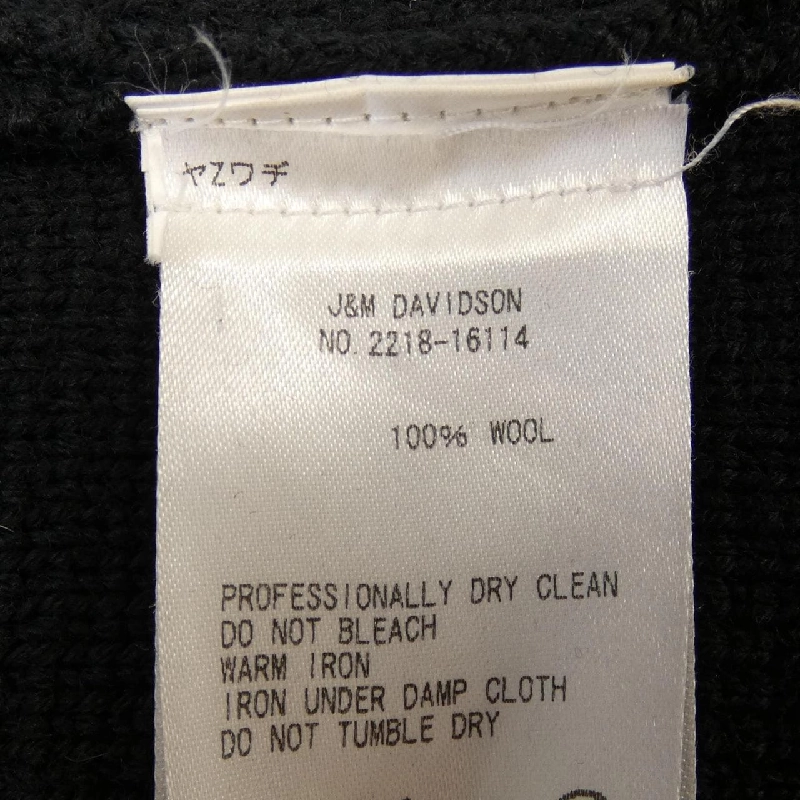 ヤZワヂ
J&M DAVIDSON
NO. 2218-16114
100% WOOL
PROFESSIONALLY DRY CLEAN
DO NOT BLEACH
WARM IRON
IRON UNDER DAMP CLOTH
DO NOT TUMBLE DRY